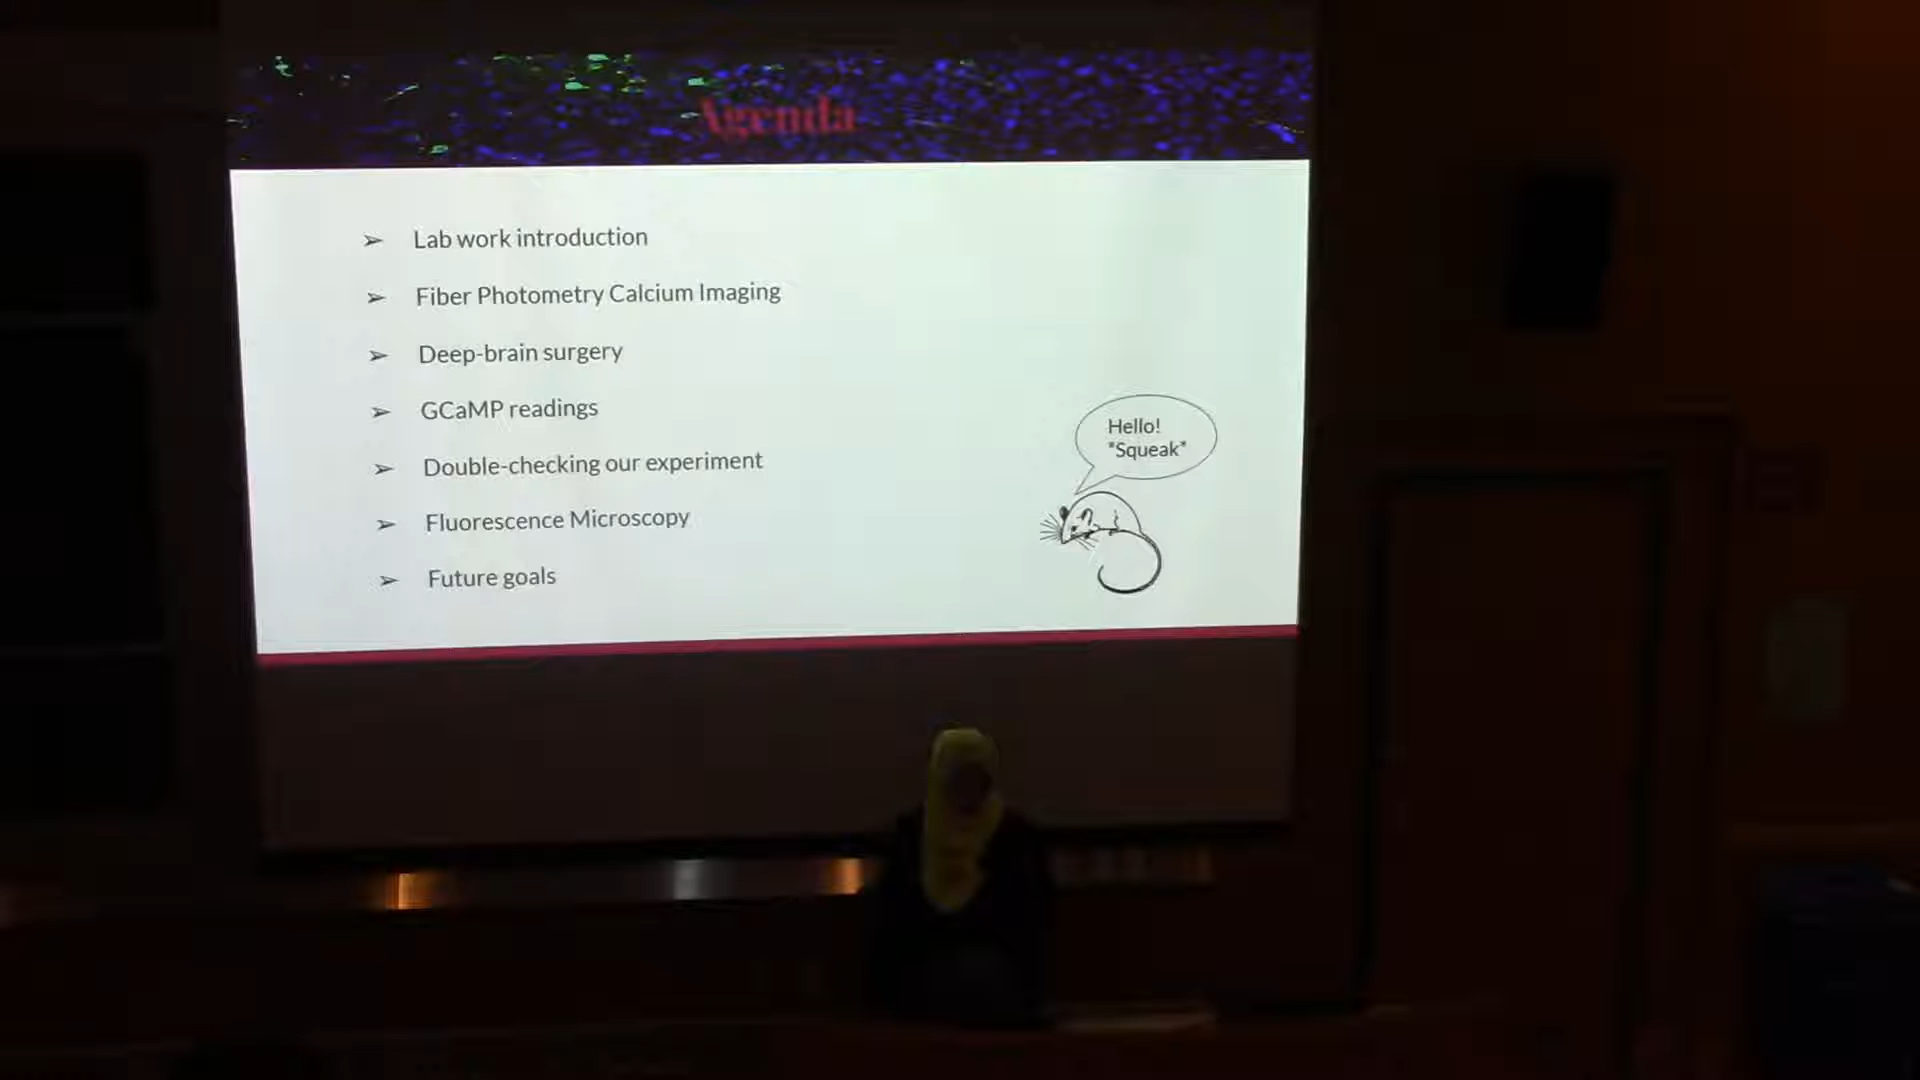 Agenda
➢ Lab work introduction
➢ Fiber Photometry Calcium Imaging
➢ Deep-brain surgery
➢ GCaMP readings
➢ Double-checking our experiment
➢ Fluorescence Microscopy
➢ Future goals
Hello!
*Squeak*